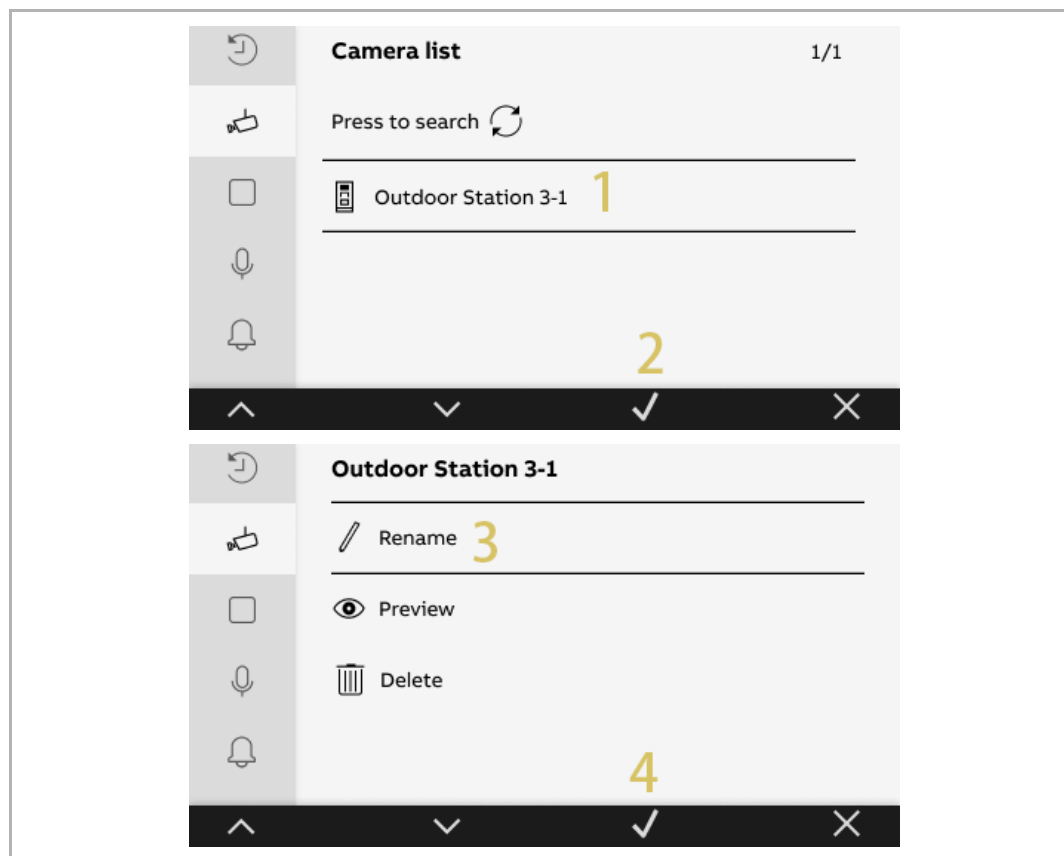 Camera list 1/1
Press to search
Outdoor Station 3-1 1
2
Outdoor Station 3-1
Rename 3
Preview
Delete
4